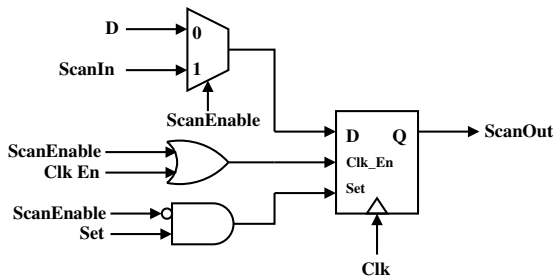 D
0
ScanIn
1
ScanEnable
D Q
ScanOut
ScanEnable
Clk En
Clk_En
Set
ScanEnable
Set
Clk